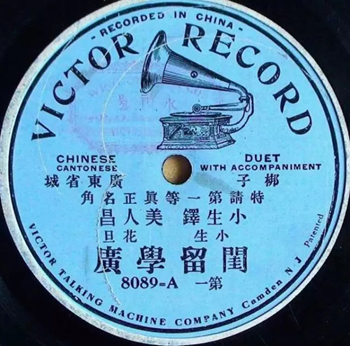 - RECORDED IN CHINA -
VICTOR RECORD
CHINESE
CANTONESE
DUET
WITH ACCOMPANIMENT
梆子
廣東省城
特請第一等眞正名角
小生鐸 美人昌
小生 花旦
閨留學廣
8089-A 第一
VICTOR TALKING MACHINE COMPANY Camden N J Patented